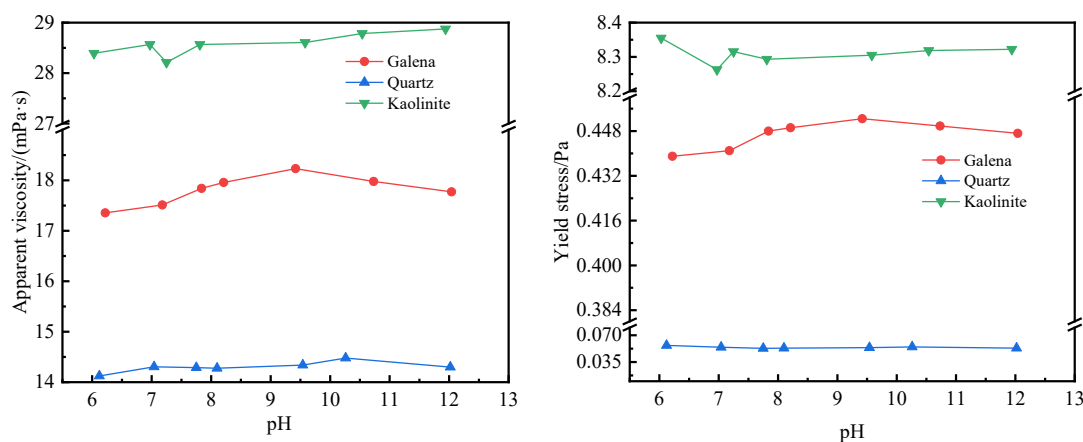 29
28
27
18
17
16
15
14
6 7 8 9 10 11 12 13
pH
Apparent viscosity/(mPa·s)
Galena
Quartz
Kaolinite
8.4
8.3
8.2
0.448
0.432
0.416
0.400
0.384
0.070
0.035
6 7 8 9 10 11 12 13
pH
Yield stress/Pa
Galena
Quartz
Kaolinite